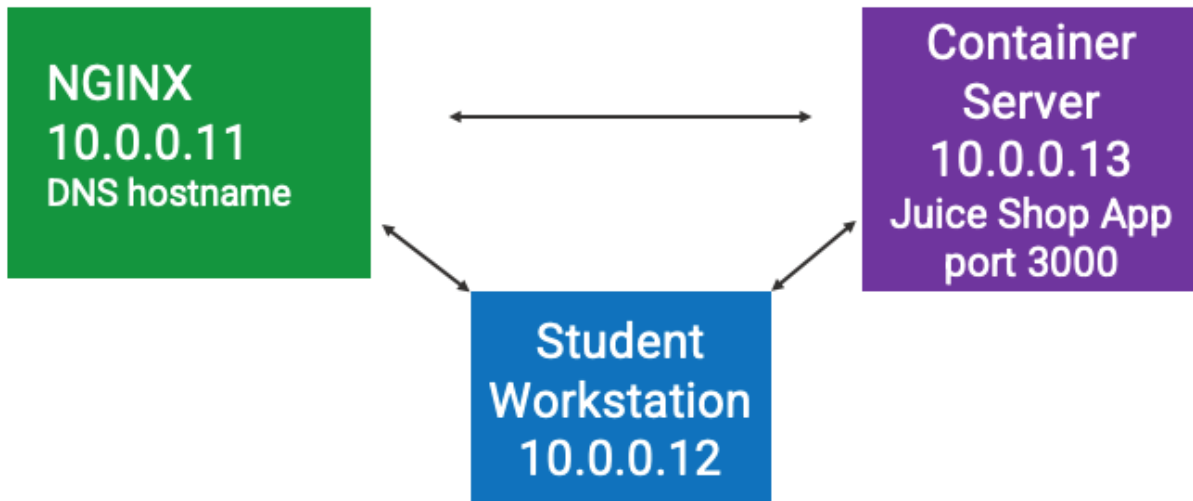 NGINX
10.0.0.11
DNS hostname
Container
Server
10.0.0.13
Juice Shop App
port 3000
Student
Workstation
10.0.0.12